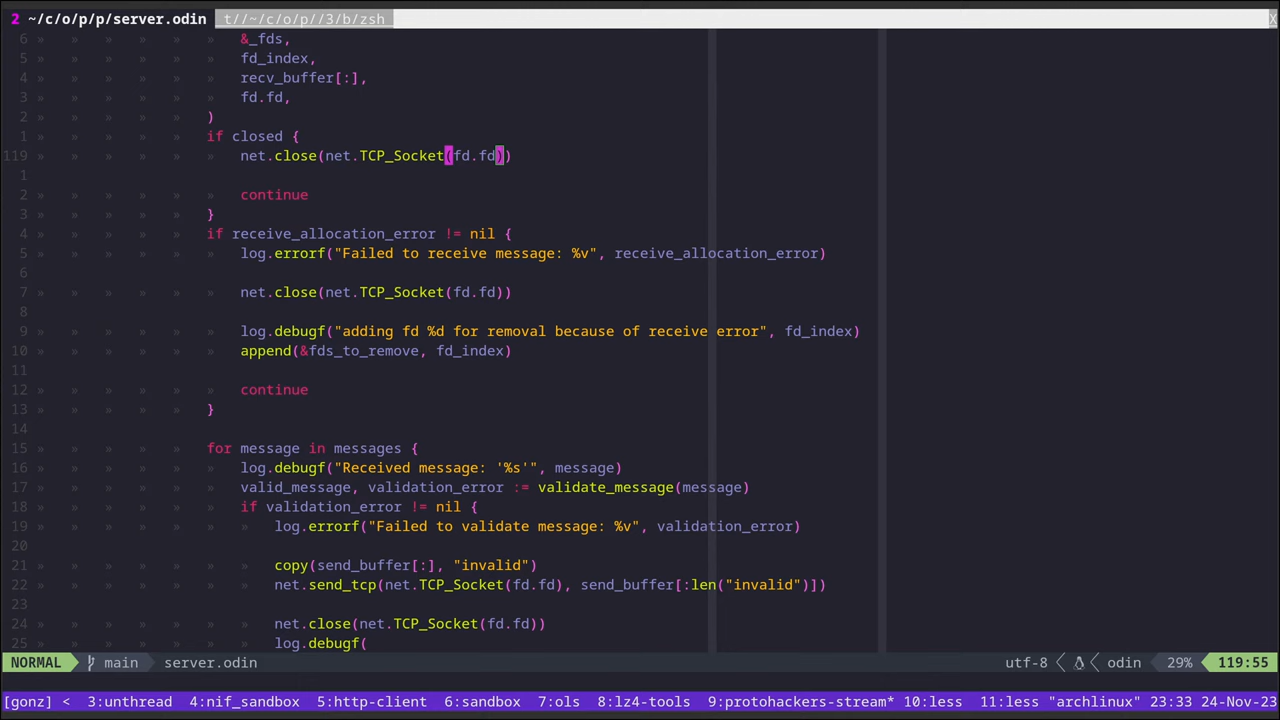 2 ~/c/o/p/p/server.odin t//~/c/o/p//3/b/zsh X
6 » » » » » » &_fds,
5 » » » » » » fd_index,
4 » » » » » » recv_buffer[:],
3 » » » » » » fd.fd,
2 » » » » » )
1 » » » » » if closed {
119 » » » » » » net.close(net.TCP_Socket(fd.fd))
1
2 » » » » » » continue
3 » » » » » }
4 » » » » » if receive_allocation_error != nil {
5 » » » » » » log.errorf("Failed to receive message: %v", receive_allocation_error)
6
7 » » » » » » net.close(net.TCP_Socket(fd.fd))
8
9 » » » » » » log.debugf("adding fd %d for removal because of receive error", fd_index)
10 » » » » » » append(&fds_to_remove, fd_index)
11
12 » » » » » » continue
13 » » » » » }
14
15 » » » » » for message in messages {
16 » » » » » » log.debugf("Received message: '%s'", message)
17 » » » » » » valid_message, validation_error := validate_message(message)
18 » » » » » » if validation_error != nil {
19 » » » » » » » log.errorf("Failed to validate message: %v", validation_error)
20
21 » » » » » » » copy(send_buffer[:], "invalid")
22 » » » » » » » net.send_tcp(net.TCP_Socket(fd.fd), send_buffer[:len("invalid")])
23
24 » » » » » » » net.close(net.TCP_Socket(fd.fd))
25 » » » » » » » log.debugf(
NORMAL main server.odin utf-8 odin 29% 119:55
[gonz] < 3:unthread 4:nif_sandbox 5:http-client 6:sandbox 7:ols 8:lz4-tools 9:protohackers-stream* 10:less 11:less "archlinux" 23:33 24-Nov-23